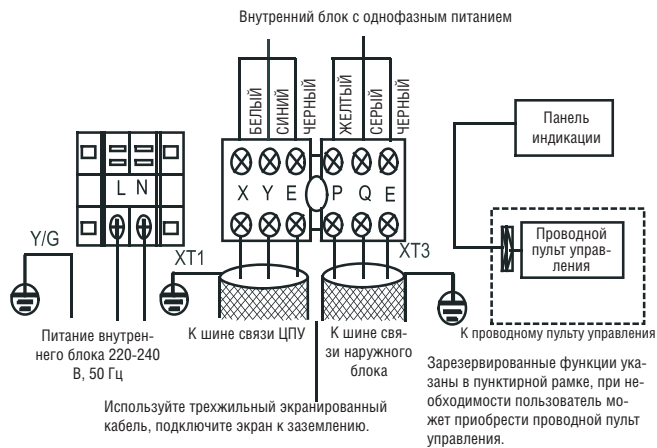 Внутренний блок с однофазным питанием
БЕЛЫЙ
СИНИЙ
ЧЕРНЫЙ
ЖЕЛТЫЙ
СЕРЫЙ
ЧЕРНЫЙ
Панель
индикации
L N
X Y E P Q E
Y/G
XT1
XT3
Проводной
пульт управ-
ления
Питание внутрен-
него блока 220-240
В, 50 Гц
К шине связи ЦПУ
К шине свя-
зи наружного
блока
К проводному пульту управления
Используйте трехжильный экранированный
кабель, подключите экран к заземлению.
Зарезервированные функции ука-
заны в пунктирной рамке, при не-
обходимости пользователь мо-
жет приобрести проводной пульт
управления.